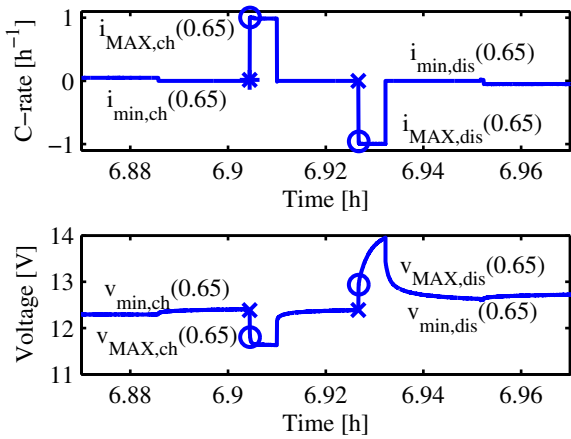 1
i_MAX,ch(0.65)
i_min,dis(0.65)
0
i_min,ch(0.65)
i_MAX,dis(0.65)
−1
C−rate [h⁻¹]
6.88 6.9 6.92 6.94 6.96
Time [h]
14
v_MAX,dis(0.65)
13
v_min,ch(0.65)
v_min,dis(0.65)
12
v_MAX,ch(0.65)
11
Voltage [V]
6.88 6.9 6.92 6.94 6.96
Time [h]